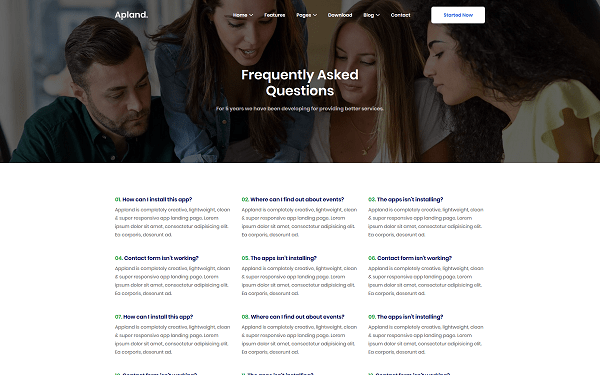 Apland.
Home Features Pages Download Blog Contact Started Now
Frequently Asked
Questions
For 5 years we have been developing for providing better services.
01. How can I install this app?
Appland is completely creative, lightweight, clean
& super responsive app landing page. Lorem
ipsum dolor sit amet, consectetur adipisicing elit.
Ea corporis, deserunt ad.
02. Where can I find out about events?
Appland is completely creative, lightweight, clean
& super responsive app landing page. Lorem
ipsum dolor sit amet, consectetur adipisicing elit.
Ea corporis, deserunt ad.
03. The apps isn't installing?
Appland is completely creative, lightweight, clean
& super responsive app landing page. Lorem
ipsum dolor sit amet, consectetur adipisicing elit.
Ea corporis, deserunt ad.
04. Contact form isn't working?
Appland is completely creative, lightweight, clean
& super responsive app landing page. Lorem
ipsum dolor sit amet, consectetur adipisicing elit.
Ea corporis, deserunt ad.
05. The apps isn't installing?
Appland is completely creative, lightweight, clean
& super responsive app landing page. Lorem
ipsum dolor sit amet, consectetur adipisicing elit.
Ea corporis, deserunt ad.
06. Contact form isn't working?
Appland is completely creative, lightweight, clean
& super responsive app landing page. Lorem
ipsum dolor sit amet, consectetur adipisicing elit.
Ea corporis, deserunt ad.
07. How can I install this app?
Appland is completely creative, lightweight, clean
& super responsive app landing page. Lorem
ipsum dolor sit amet, consectetur adipisicing elit.
Ea corporis, deserunt ad.
08. Where can I find out about events?
Appland is completely creative, lightweight, clean
& super responsive app landing page. Lorem
ipsum dolor sit amet, consectetur adipisicing elit.
Ea corporis, deserunt ad.
09. The apps isn't installing?
Appland is completely creative, lightweight, clean
& super responsive app landing page. Lorem
ipsum dolor sit amet, consectetur adipisicing elit.
Ea corporis, deserunt ad.